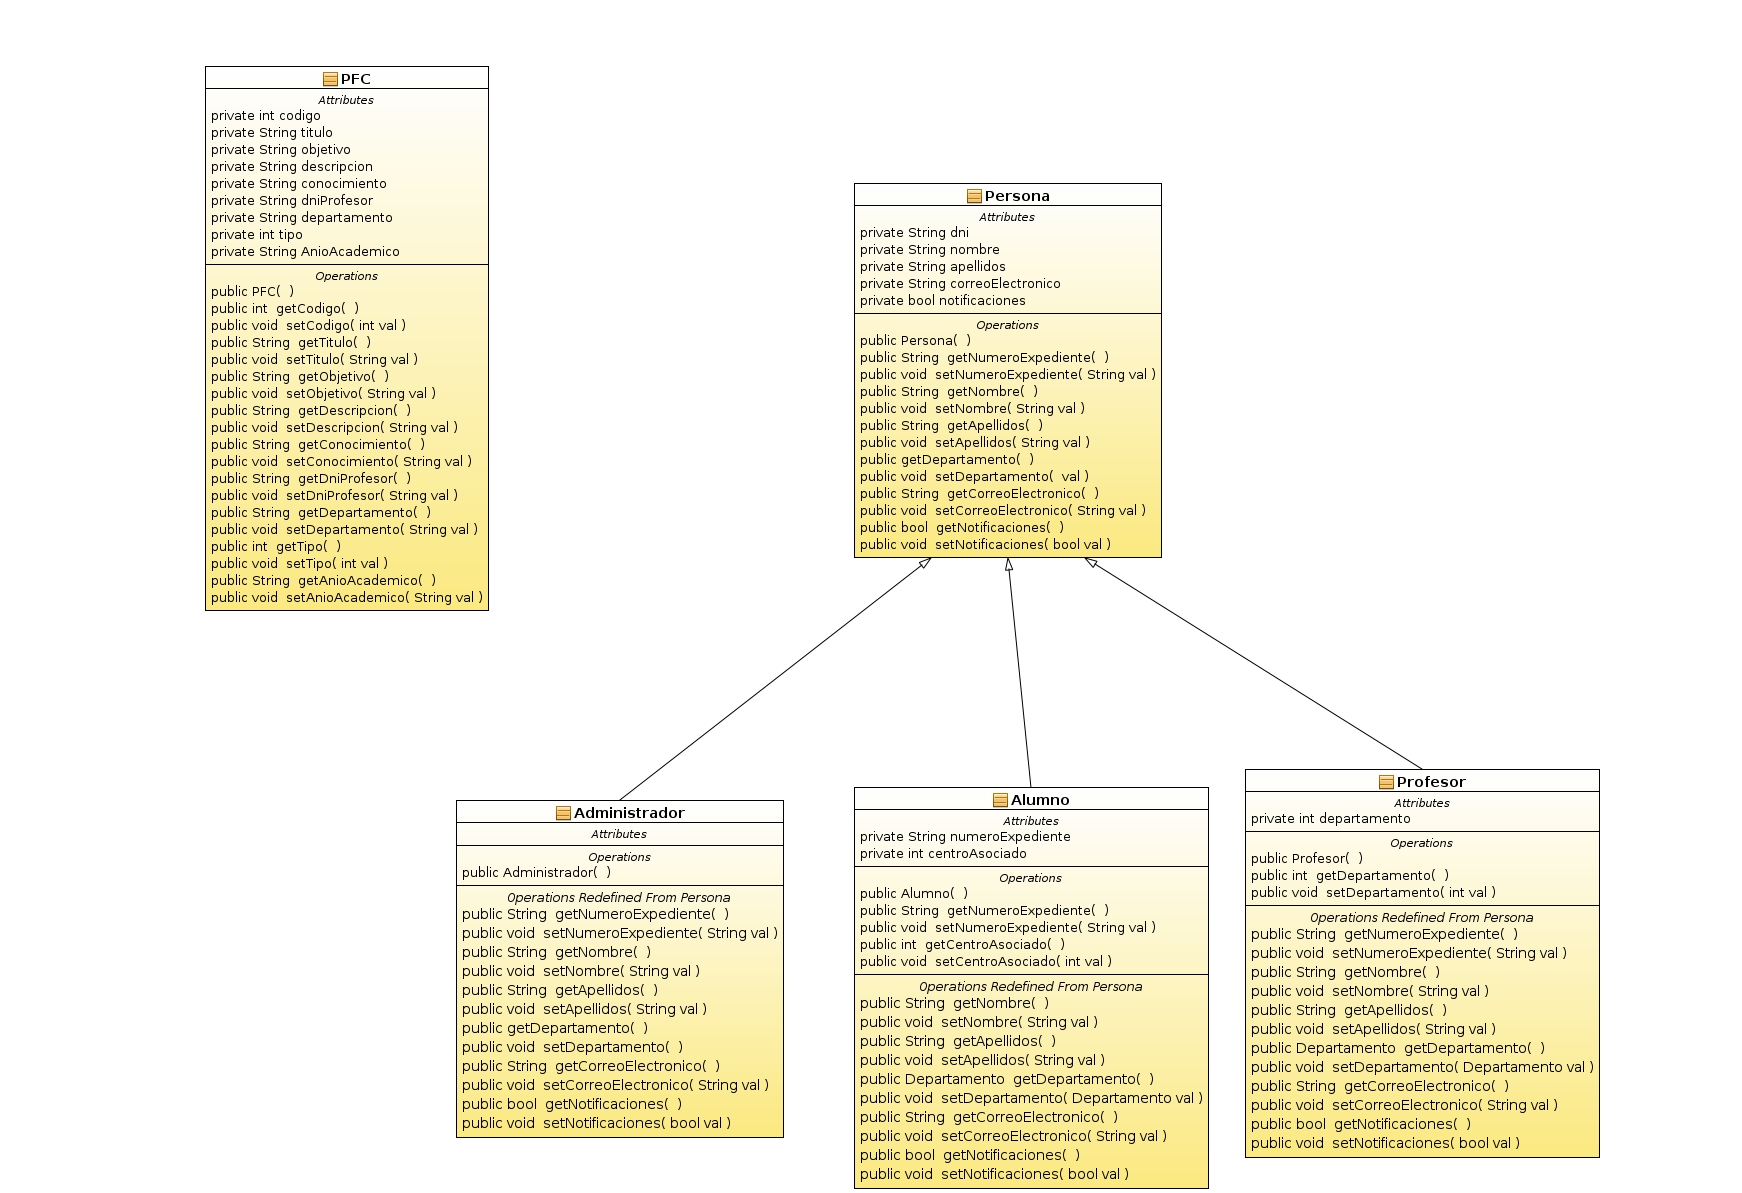 PFC
Attributes
private int codigo
private String titulo
private String objetivo
private String descripcion
private String conocimiento
private String dniProfesor
private String departamento
private int tipo
private String AnioAcademico
Operations
public PFC(  )
public int  getCodigo(  )
public void  setCodigo( int val )
public String  getTitulo(  )
public void  setTitulo( String val )
public String  getObjetivo(  )
public void  setObjetivo( String val )
public String  getDescripcion(  )
public void  setDescripcion( String val )
public String  getConocimiento(  )
public void  setConocimiento( String val )
public String  getDniProfesor(  )
public void  setDniProfesor( String val )
public String  getDepartamento(  )
public void  setDepartamento( String val )
public int  getTipo(  )
public void  setTipo( int val )
public String  getAnioAcademico(  )
public void  setAnioAcademico( String val )
Persona
Attributes
private String dni
private String nombre
private String apellidos
private String correoElectronico
private bool notificaciones
Operations
public Persona(  )
public String  getNumeroExpediente(  )
public void  setNumeroExpediente( String val )
public String  getNombre(  )
public void  setNombre( String val )
public String  getApellidos(  )
public void  setApellidos( String val )
public getDepartamento(  )
public void  setDepartamento(  val )
public String  getCorreoElectronico(  )
public void  setCorreoElectronico( String val )
public bool  getNotificaciones(  )
public void  setNotificaciones( bool val )
Administrador
Attributes
Operations
public Administrador(  )
Operations Redefined From Persona
public String  getNumeroExpediente(  )
public void  setNumeroExpediente( String val )
public String  getNombre(  )
public void  setNombre( String val )
public String  getApellidos(  )
public void  setApellidos( String val )
public getDepartamento(  )
public void  setDepartamento(  )
public String  getCorreoElectronico(  )
public void  setCorreoElectronico( String val )
public bool  getNotificaciones(  )
public void  setNotificaciones( bool val )
Alumno
Attributes
private String numeroExpediente
private int centroAsociado
Operations
public Alumno(  )
public String  getNumeroExpediente(  )
public void  setNumeroExpediente( String val )
public int  getCentroAsociado(  )
public void  setCentroAsociado( int val )
Operations Redefined From Persona
public String  getNombre(  )
public void  setNombre( String val )
public String  getApellidos(  )
public void  setApellidos( String val )
public Departamento  getDepartamento(  )
public void  setDepartamento( Departamento val )
public String  getCorreoElectronico(  )
public void  setCorreoElectronico( String val )
public bool  getNotificaciones(  )
public void  setNotificaciones( bool val )
Profesor
Attributes
private int departamento
Operations
public Profesor(  )
public int  getDepartamento(  )
public void  setDepartamento( int val )
Operations Redefined From Persona
public String  getNumeroExpediente(  )
public void  setNumeroExpediente( String val )
public String  getNombre(  )
public void  setNombre( String val )
public String  getApellidos(  )
public void  setApellidos( String val )
public Departamento  getDepartamento(  )
public void  setDepartamento( Departamento val )
public String  getCorreoElectronico(  )
public void  setCorreoElectronico( String val )
public bool  getNotificaciones(  )
public void  setNotificaciones( bool val )